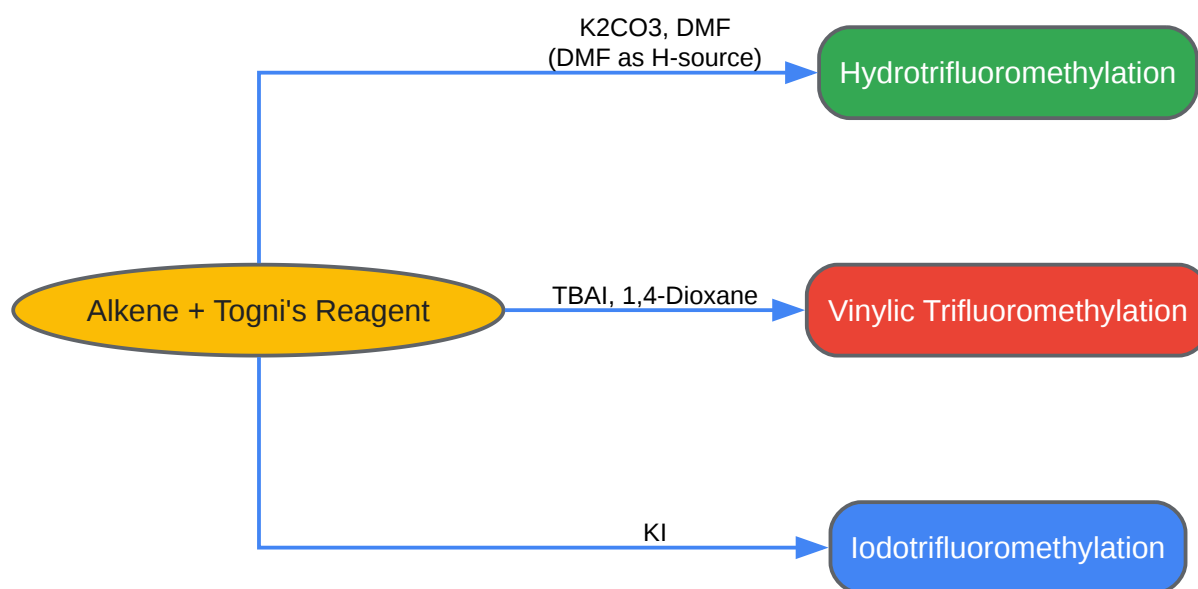 K2CO3, DMF
(DMF as H-source)
Hydrotrifluoromethylation
Alkene + Togni's Reagent
TBAI, 1,4-Dioxane
Vinylic Trifluoromethylation
KI
Iodotrifluoromethylation